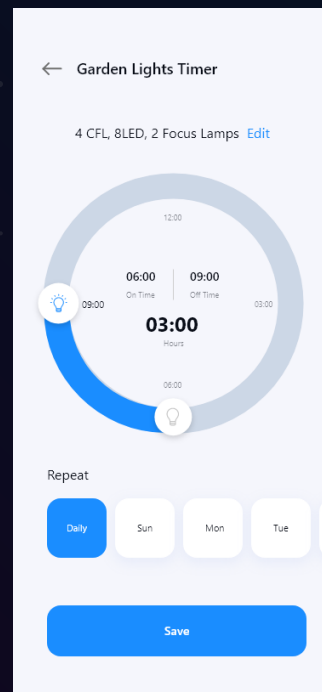 Garden Lights Timer
4 CFL, 8LED, 2 Focus Lamps Edit
12:00
06:00 09:00
On Time Off Time
09:00 03:00
03:00
Hours
06:00
Repeat
Daily Sun Mon Tue
Save